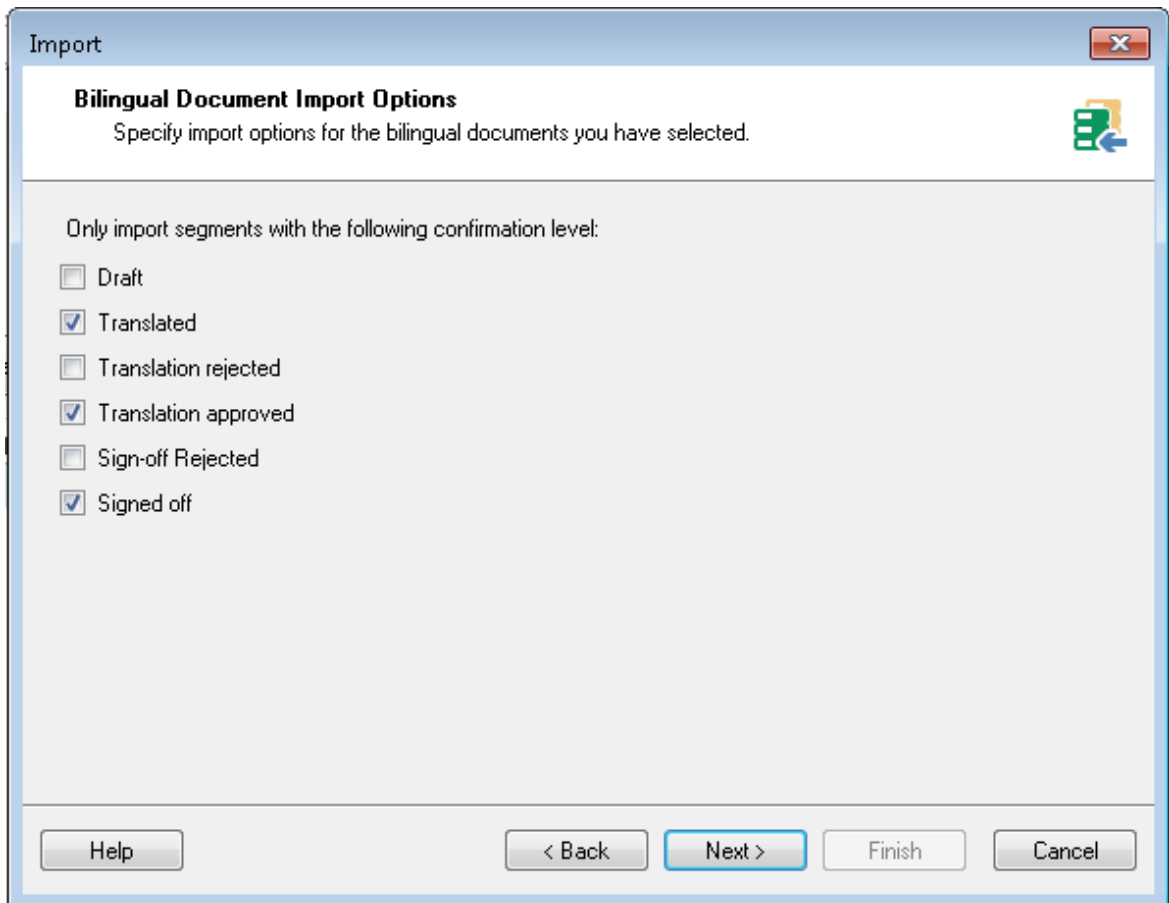 Import
Bilingual Document Import Options
Specify import options for the bilingual documents you have selected.
Only import segments with the following confirmation level:
Draft
Translated
Translation rejected
Translation approved
Sign-off Rejected
Signed off
Help
< Back
Next >
Finish
Cancel